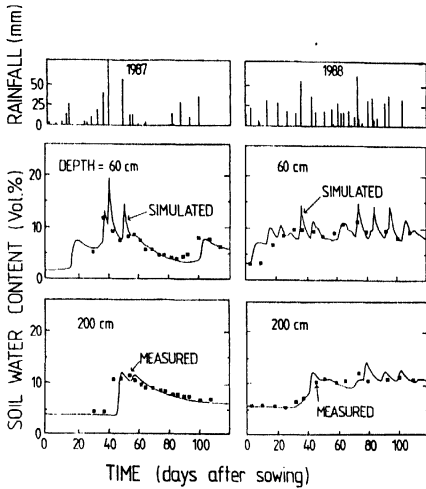 RAINFALL (mm)
50
25
0
1987
1988
SOIL WATER CONTENT (Vol.%)
20
10
0
DEPTH = 60 cm
SIMULATED
60 cm
SIMULATED
20
10
0
200 cm
MEASURED
200 cm
MEASURED
0 20 40 60 80 100
0 20 40 60 80 100
TIME (days after sowing)